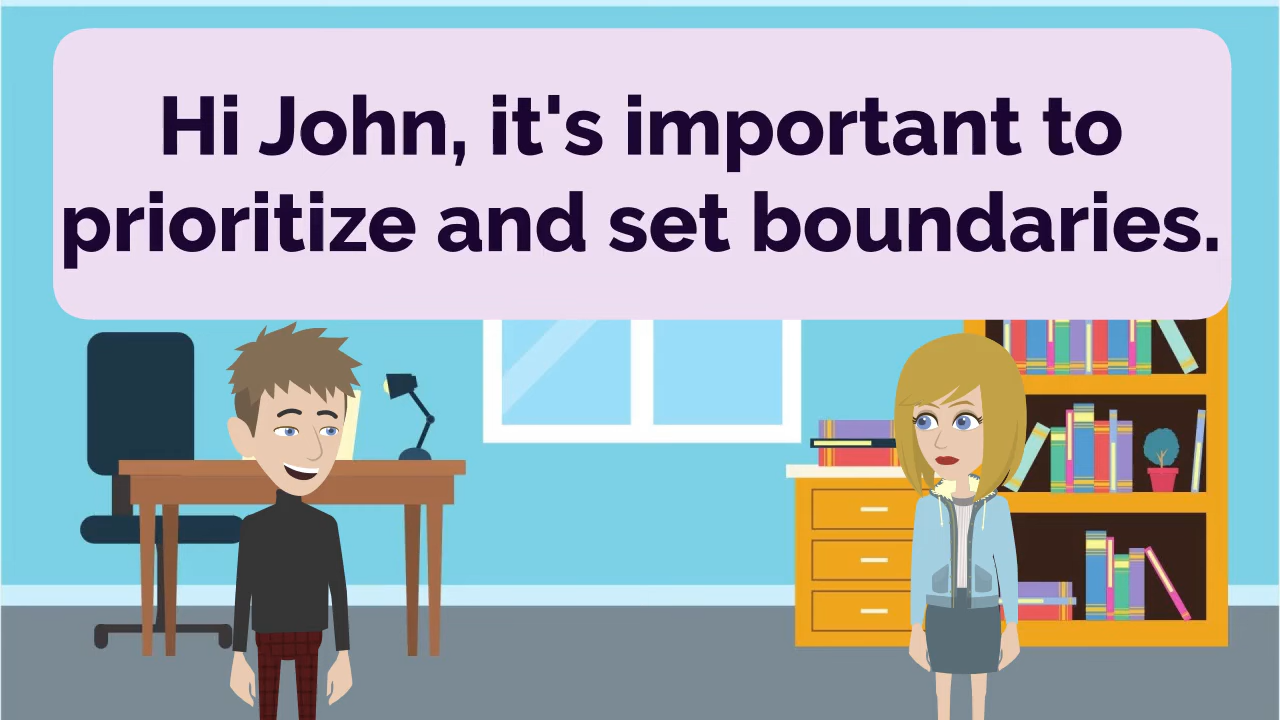 Hi John, it's important to
prioritize and set boundaries.